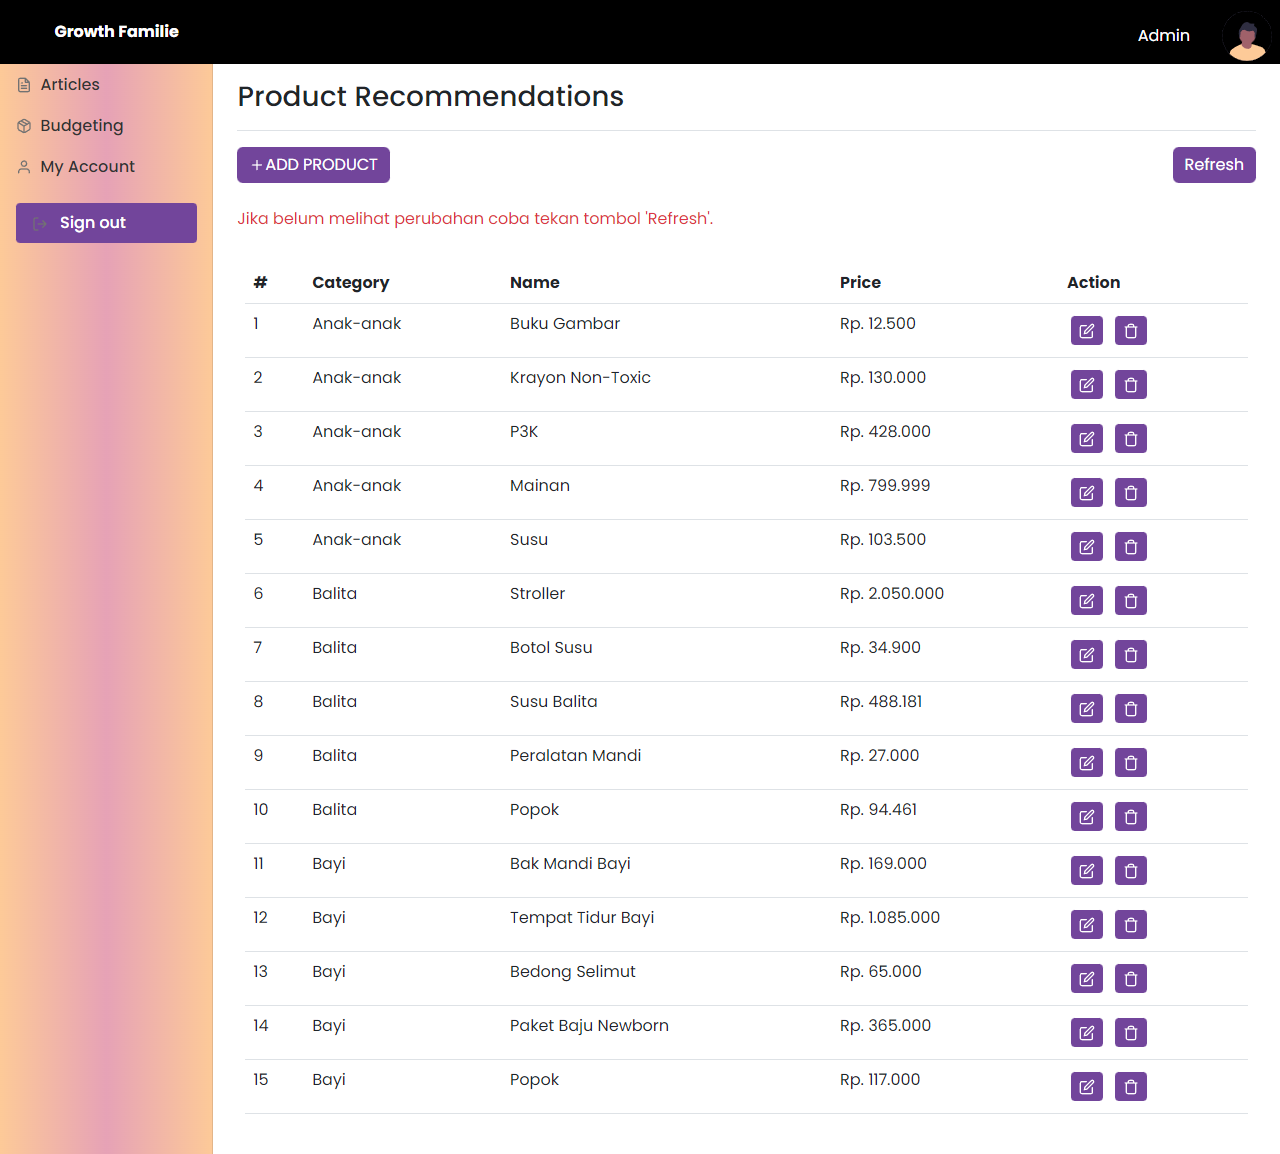 Growth Familie
Admin
Articles
Budgeting
My Account
Sign out
Product Recommendations
+ ADD PRODUCT
Refresh
Jika belum melihat perubahan coba tekan tombol 'Refresh'.
# Category Name Price Action
1 Anak-anak Buku Gambar Rp. 12.500
2 Anak-anak Krayon Non-Toxic Rp. 130.000
3 Anak-anak P3K Rp. 428.000
4 Anak-anak Mainan Rp. 799.999
5 Anak-anak Susu Rp. 103.500
6 Balita Stroller Rp. 2.050.000
7 Balita Botol Susu Rp. 34.900
8 Balita Susu Balita Rp. 488.181
9 Balita Peralatan Mandi Rp. 27.000
10 Balita Popok Rp. 94.461
11 Bayi Bak Mandi Bayi Rp. 169.000
12 Bayi Tempat Tidur Bayi Rp. 1.085.000
13 Bayi Bedong Selimut Rp. 65.000
14 Bayi Paket Baju Newborn Rp. 365.000
15 Bayi Popok Rp. 117.000